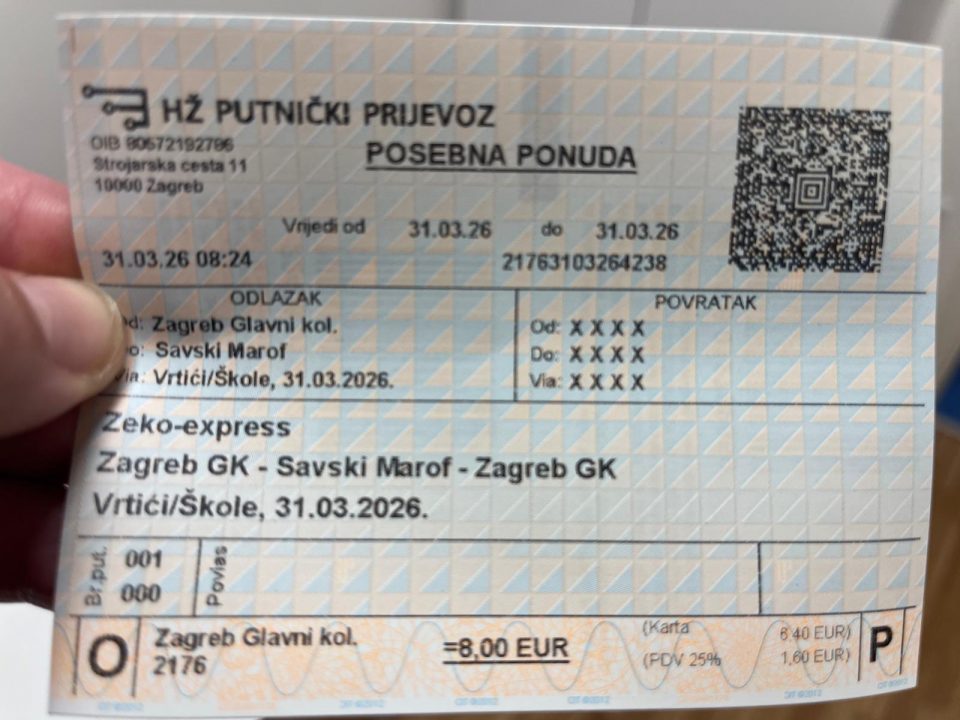 HŽ PUTNIČKI PRIJEVOZ
OIB 80572192786
Strojarska cesta 11
10000 Zagreb
POSEBNA PONUDA
Vrijedi od 31.03.26 do 31.03.26
31.03.26 08:24 21763103264238
ODLAZAK
Zagreb Glavni kol.
Savski Marof
Via: Vrtići/Škole, 31.03.2026.
POVRATAK
Od: X X X X
Do: X X X X
Via: X X X X
Zeko-express
Zagreb GK - Savski Marof - Zagreb GK
Vrtići/Škole, 31.03.2026.
Br.put. 001
000
Povlas
O Zagreb Glavni kol. =8,00 EUR (Karta 6,40 EUR) P
2176 (PDV 25% 1,60 EUR)